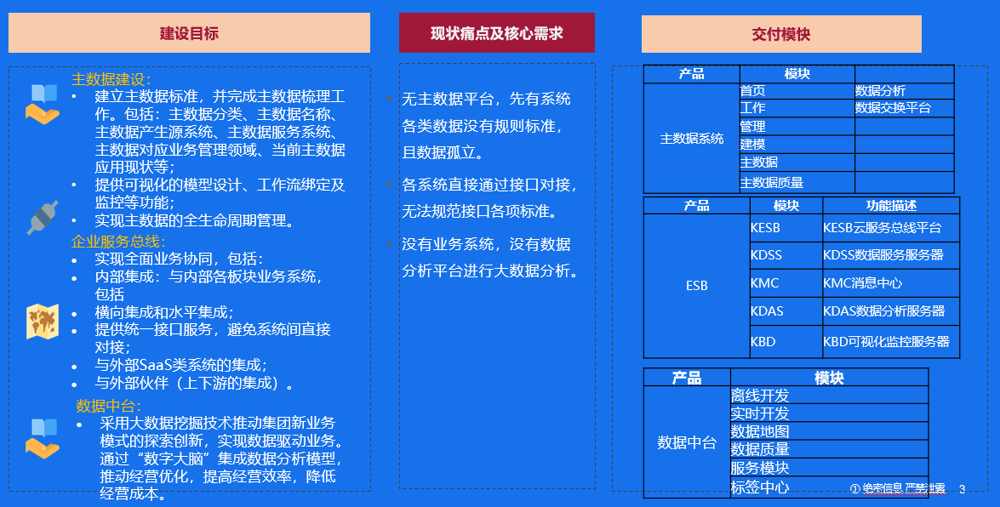 建设目标
主数据建设：
• 建立主数据标准，并完成主数据梳理工
作。包括：主数据分类、主数据名称、
主数据产生源系统、主数据服务系统、
主数据对应业务管理领域、当前主数据
应用现状等；
• 提供可视化的模型设计、工作流绑定及
监控等功能；
• 实现主数据的全生命周期管理。
企业服务总线：
• 实现全面业务协同，包括：
• 内部集成：与内部各板块业务系统，
包括
• 横向集成和水平集成；
• 提供统一接口服务，避免系统间直接
对接；
• 与外部SaaS类系统的集成；
• 与外部伙伴（上下游的集成）。
数据中台：
• 采用大数据挖掘技术推动集团新业务
模式的探索创新，实现数据驱动业务。
通过“数字大脑”集成数据分析模型，
推动经营优化，提高经营效率，降低
经营成本。
现状痛点及核心需求
• 无主数据平台，先有系统
各类数据没有规则标准，
且数据孤立。
• 各系统直接通过接口对接，
无法规范接口各项标准。
• 没有业务系统，没有数据
分析平台进行大数据分析。
交付模快
产品 模块
主数据系统
首页 数据分析
工作 数据交换平台
管理
建模
主数据
主数据质量
产品 模块 功能描述
ESB
KESB KESB云服务总线平台
KDSS KDSS数据服务服务器
KMC KMC消息中心
KDAS KDAS数据分析服务器
KBD KBD可视化监控服务器
产品 模块
数据中台
离线开发
实时开发
数据地图
数据质量
服务模块
标签中心
① 绝密信息 严禁泄露 3